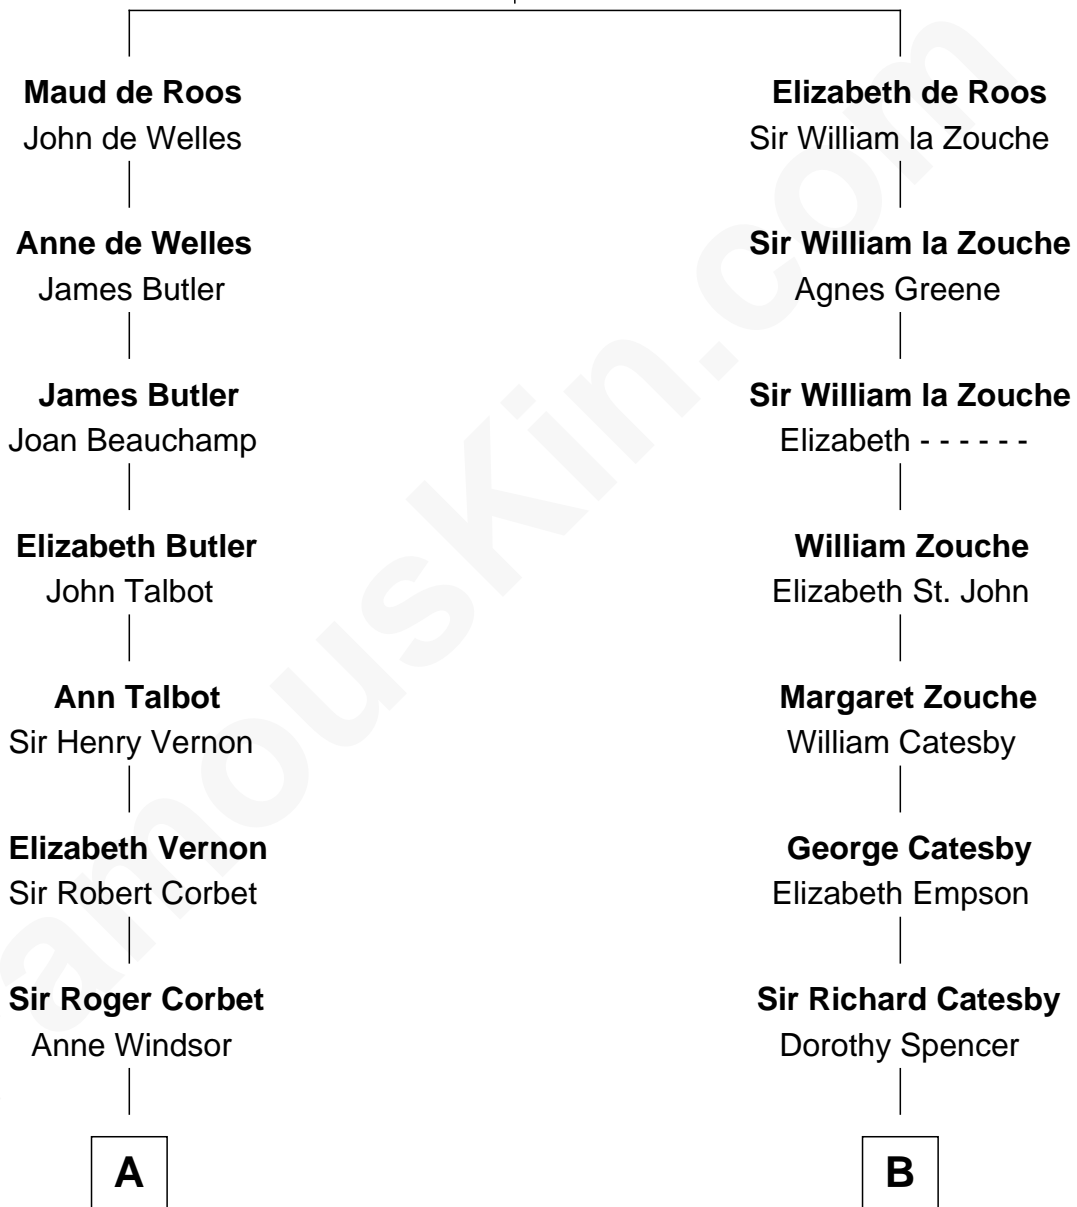 Maud de Roos
John de Welles
Anne de Welles
James Butler
James Butler
Joan Beauchamp
Elizabeth Butler
John Talbot
Ann Talbot
Sir Henry Vernon
Elizabeth Vernon
Sir Robert Corbet
Sir Roger Corbet
Anne Windsor
A
Elizabeth de Roos
Sir William la Zouche
Sir William la Zouche
Agnes Greene
Sir William la Zouche
Elizabeth - - - - - -
William Zouche
Elizabeth St. John
Margaret Zouche
William Catesby
George Catesby
Elizabeth Empson
Sir Richard Catesby
Dorothy Spencer
B
amouskin.com